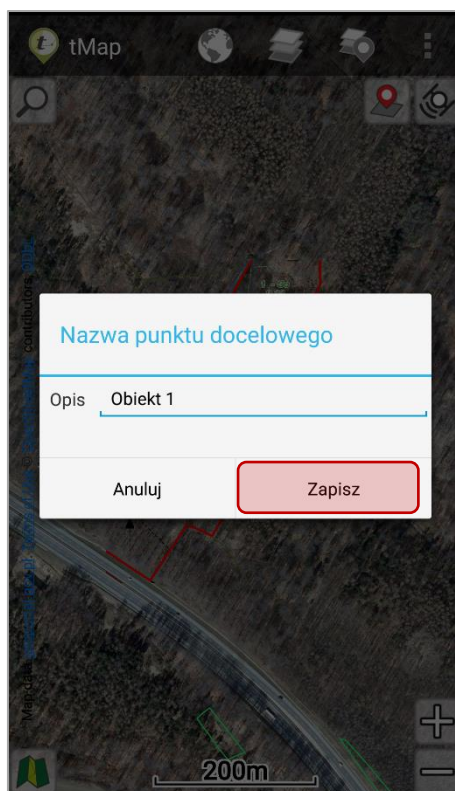 tMap
Nazwa punktu docelowego
Opis Obiekt 1
Anuluj Zapisz
200m